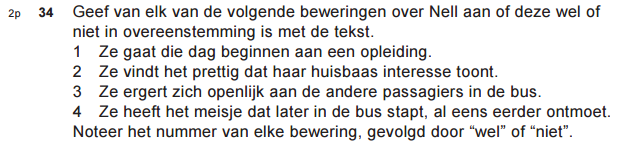 2p 34 Geef van elk van de volgende beweringen over Nell aan of deze wel of
niet in overeenstemming is met de tekst.
1 Ze gaat die dag beginnen aan een opleiding.
2 Ze vindt het prettig dat haar huisbaas interesse toont.
3 Ze ergert zich openlijk aan de andere passagiers in de bus.
4 Ze heeft het meisje dat later in de bus stapt, al eens eerder ontmoet.
Noteer het nummer van elke bewering, gevolgd door “wel” of “niet”.